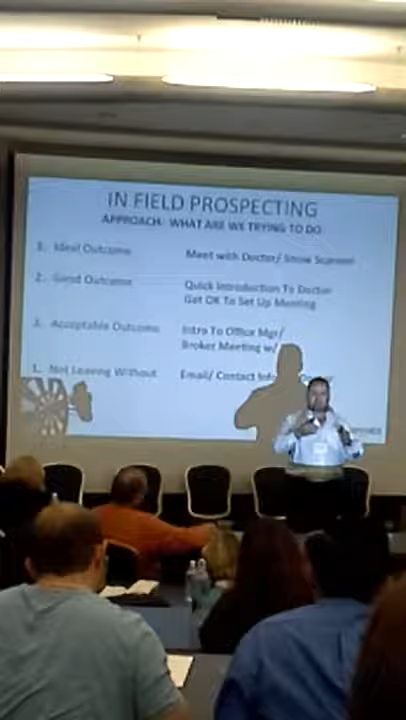 IN FIELD PROSPECTING
APPROACH: WHAT ARE WE TRYING TO DO
1. Ideal Outcome Meet with Doctor/ Show Scanner
2. Good Outcome Quick Introduction To Doctor
Get OK To Set Up Meeting
3. Acceptable Outcome Intro To Office Mgr/
Broker Meeting w/
1. Not Leaving Without Email/ Contact Info